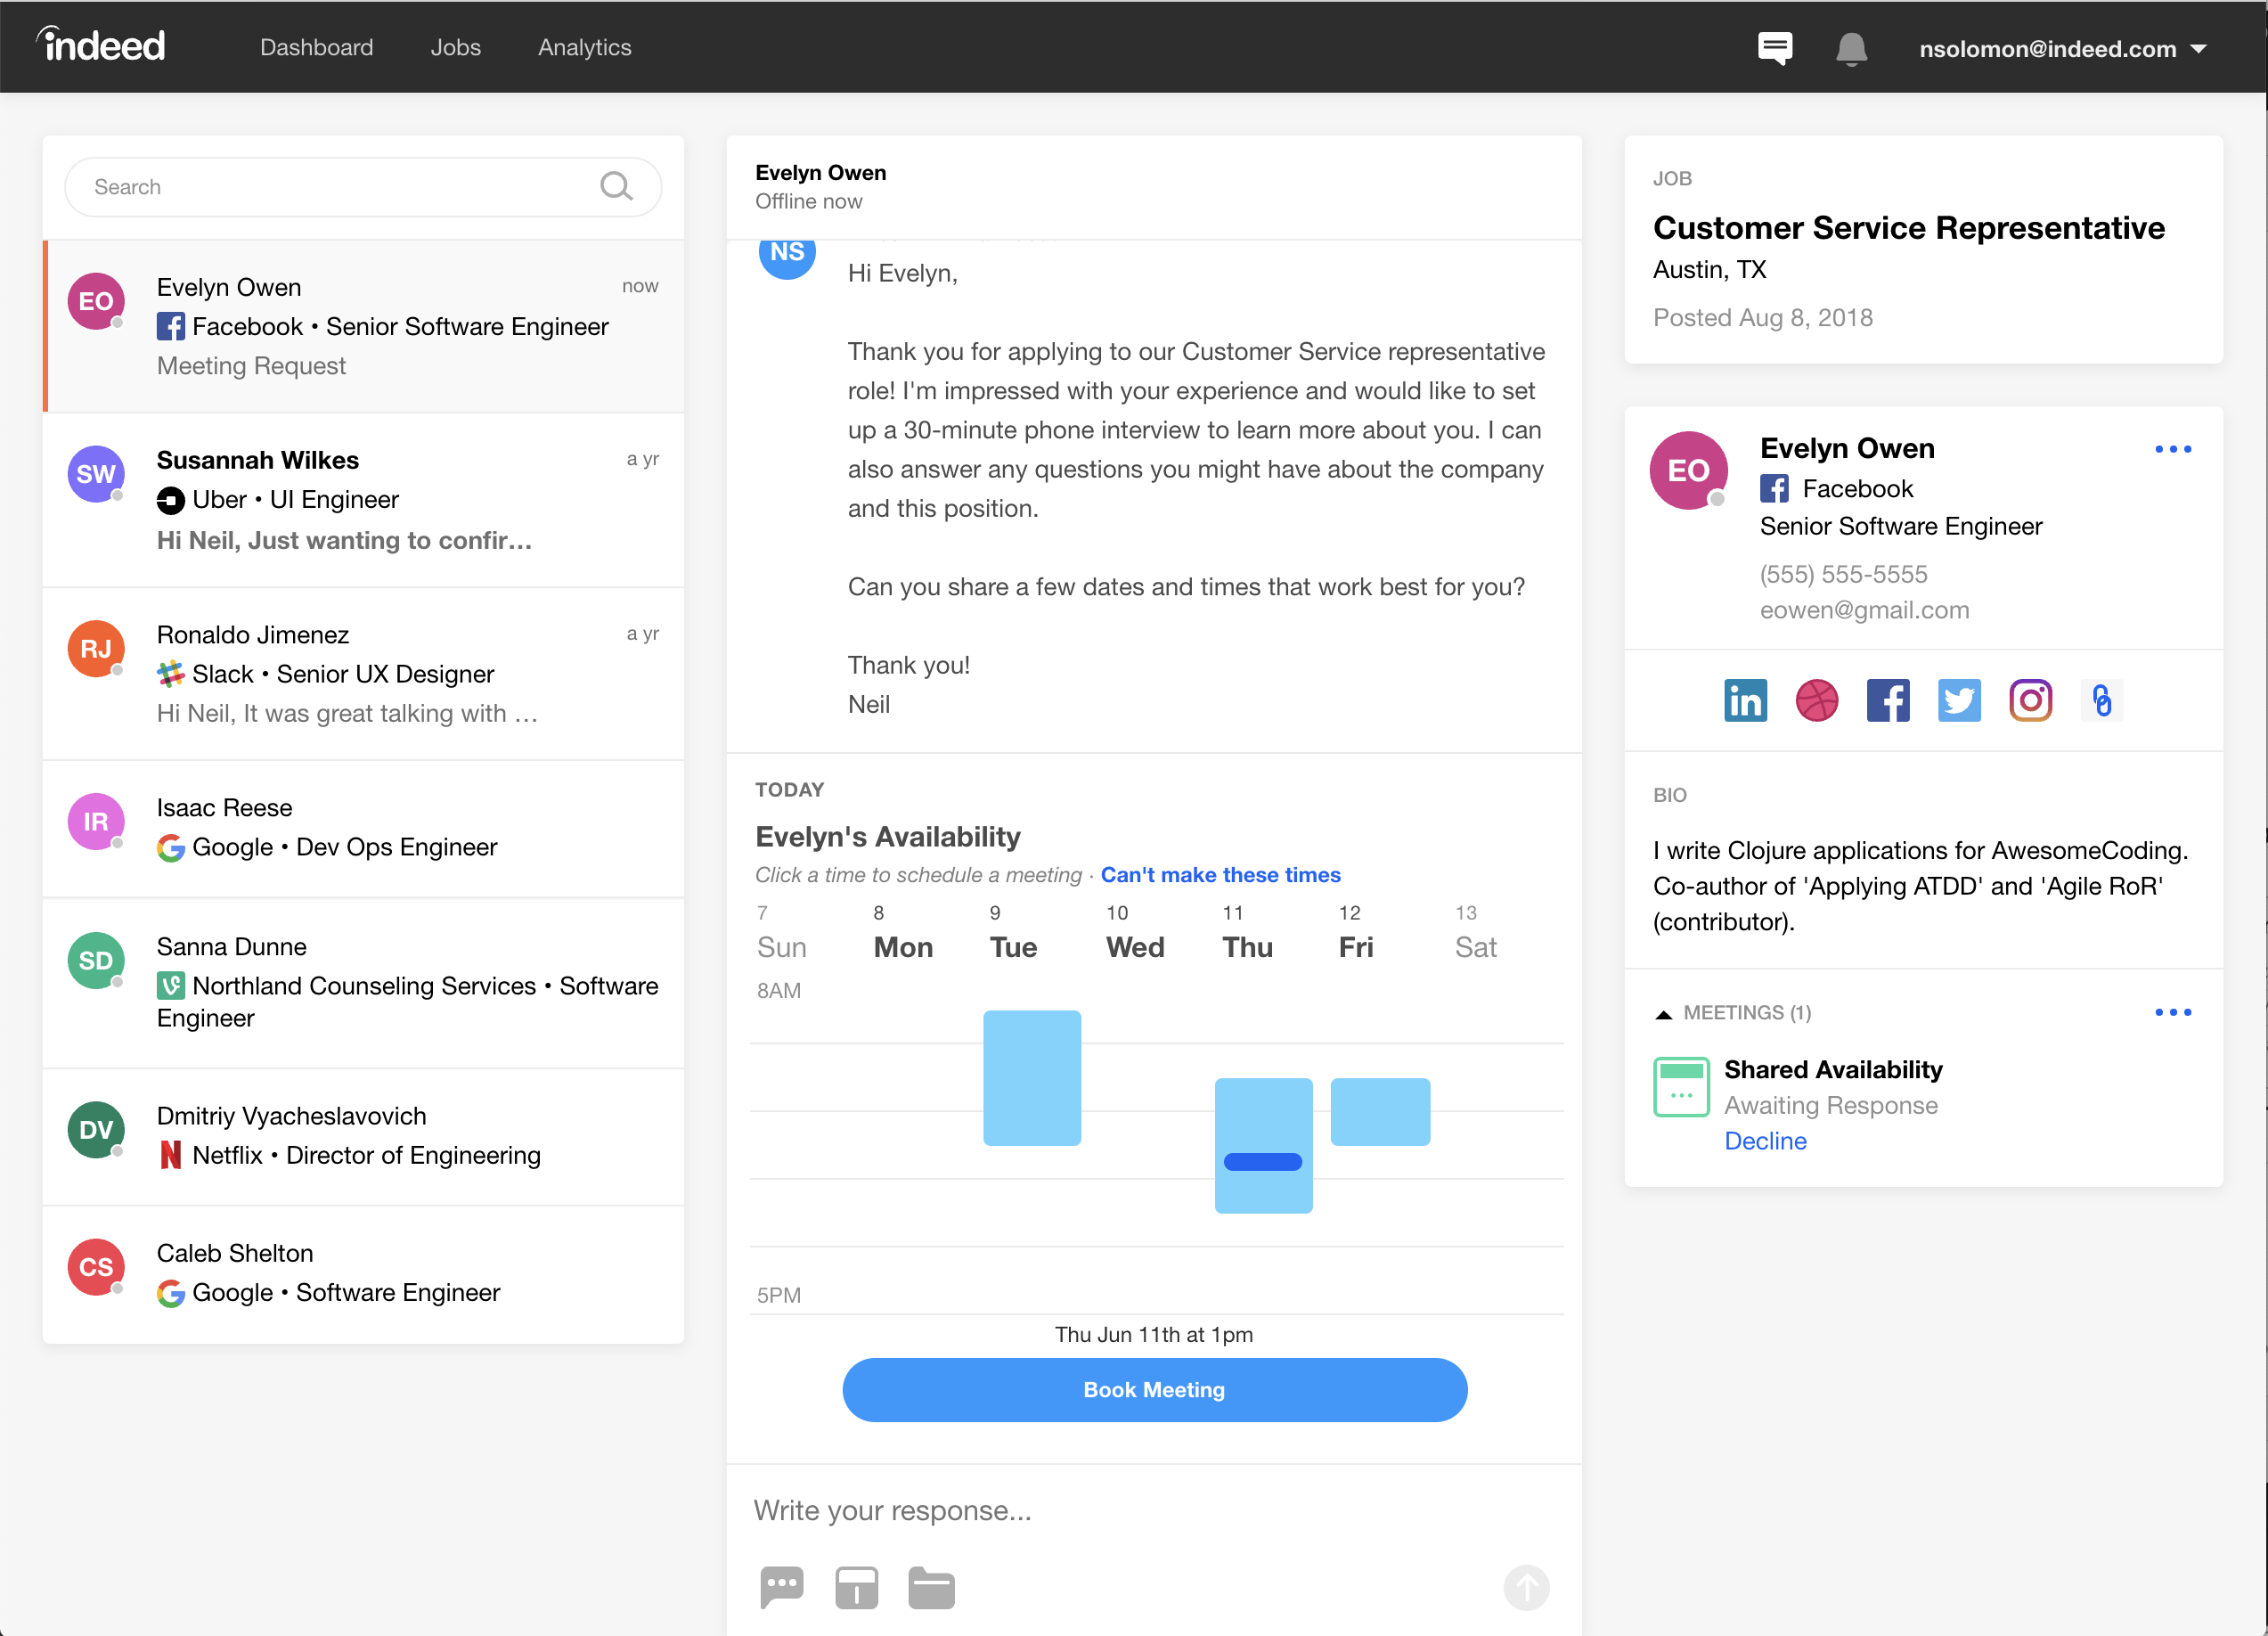 indeed
Dashboard
Jobs
Analytics
nsolomon@indeed.com
Search
EO
Evelyn Owen
now
Facebook • Senior Software Engineer
Meeting Request
SW
Susannah Wilkes
a yr
Uber • UI Engineer
Hi Neil, Just wanting to confir…
RJ
Ronaldo Jimenez
a yr
Slack • Senior UX Designer
Hi Neil, It was great talking with …
IR
Isaac Reese
Google • Dev Ops Engineer
SD
Sanna Dunne
Northland Counseling Services • Software
Engineer
DV
Dmitriy Vyacheslavovich
Netflix • Director of Engineering
CS
Caleb Shelton
Google • Software Engineer
Evelyn Owen
Offline now
NS
Hi Evelyn,
Thank you for applying to our Customer Service representative
role! I'm impressed with your experience and would like to set
up a 30-minute phone interview to learn more about you. I can
also answer any questions you might have about the company
and this position.
Can you share a few dates and times that work best for you?
Thank you!
Neil
TODAY
Evelyn's Availability
Click a time to schedule a meeting · Can't make these times
7 8 9 10 11 12 13
Sun Mon Tue Wed Thu Fri Sat
8AM
5PM
Thu Jun 11th at 1pm
Book Meeting
Write your response...
JOB
Customer Service Representative
Austin, TX
Posted Aug 8, 2018
EO
Evelyn Owen
Facebook
Senior Software Engineer
(555) 555-5555
eowen@gmail.com
BIO
I write Clojure applications for AwesomeCoding.
Co-author of 'Applying ATDD' and 'Agile RoR'
(contributor).
MEETINGS (1)
Shared Availability
Awaiting Response
Decline